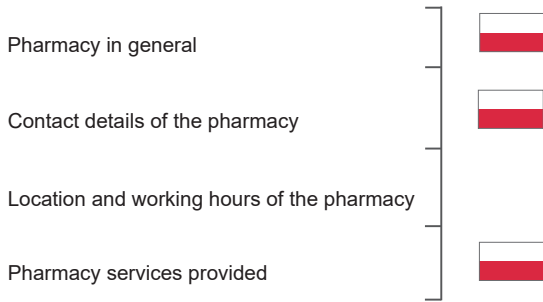 Pharmacy in general
Contact details of the pharmacy
Location and working hours of the pharmacy
Pharmacy services provided